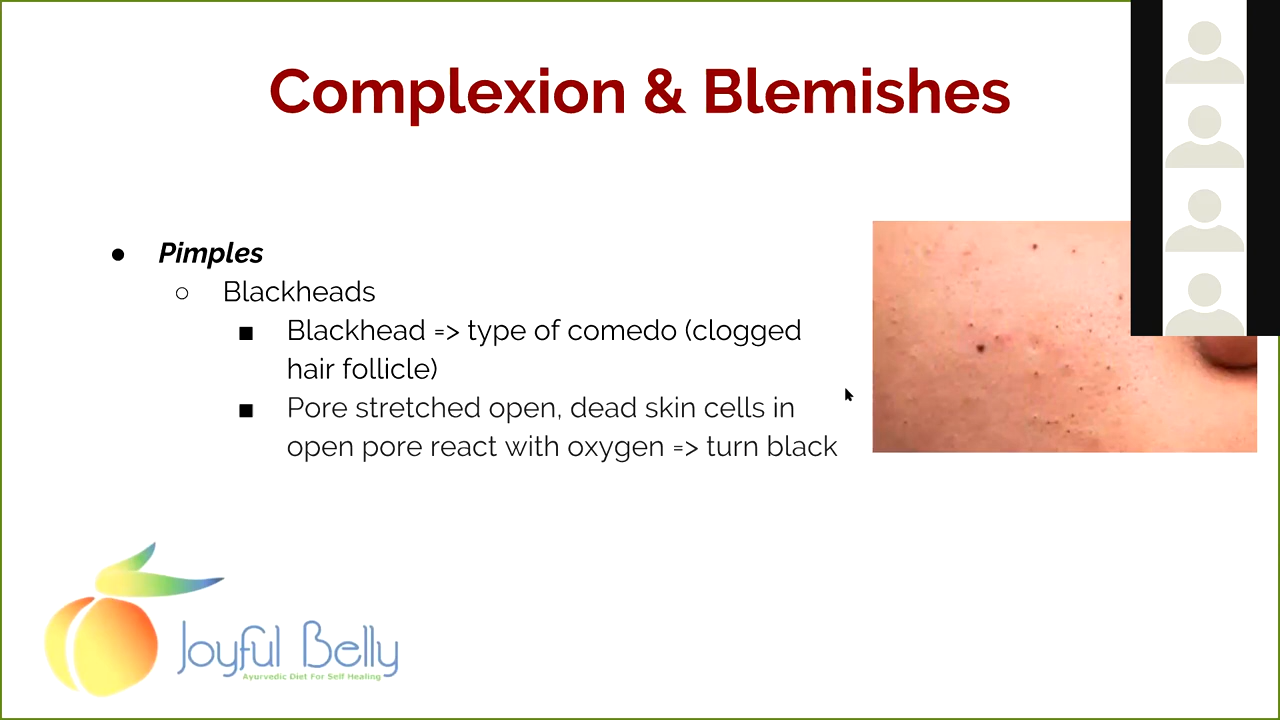 Complexion & Blemishes
● Pimples
○ Blackheads
■ Blackhead => type of comedo (clogged
hair follicle)
■ Pore stretched open, dead skin cells in
open pore react with oxygen => turn black
Joyful Belly
Ayurvedic Diet For Self Healing